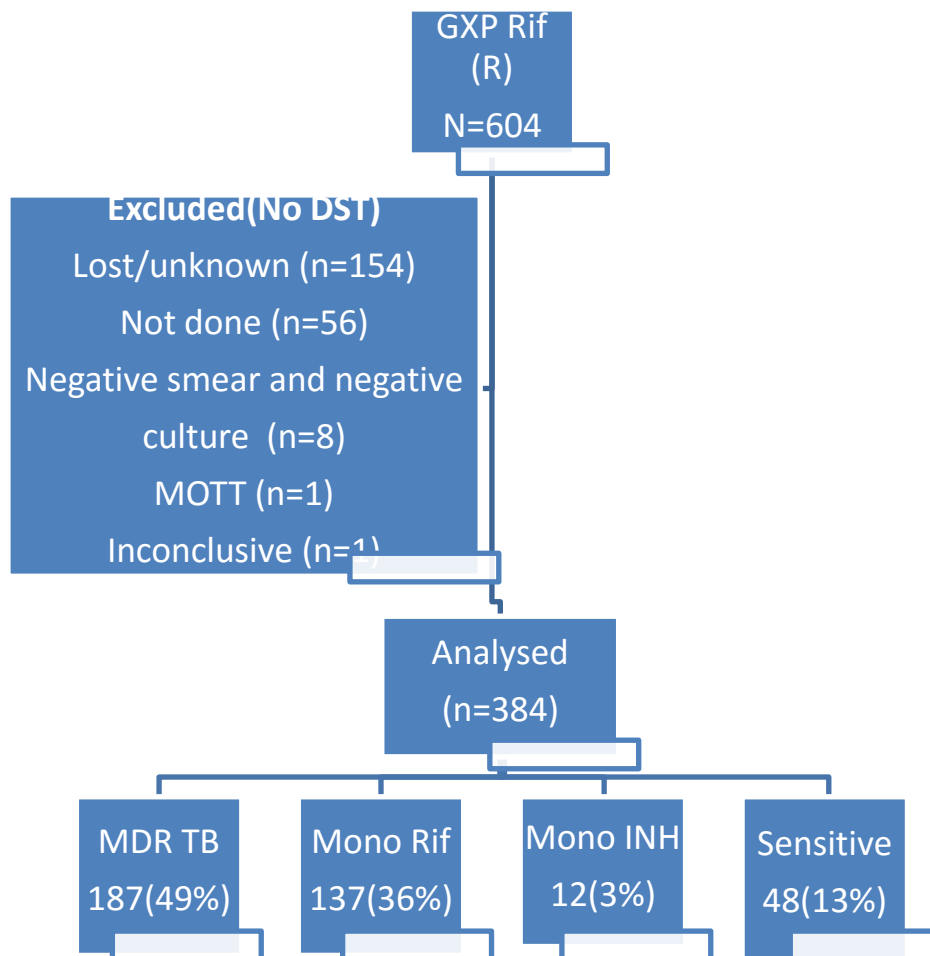 GXP Rif
(R)
N=604
Excluded(No DST)
Lost/unknown (n=154)
Not done (n=56)
Negative smear and negative
culture (n=8)
MOTT (n=1)
Inconclusive (n=1)
Analysed
(n=384)
MDR TB
187(49%)
Mono Rif
137(36%)
Mono INH
12(3%)
Sensitive
48(13%)